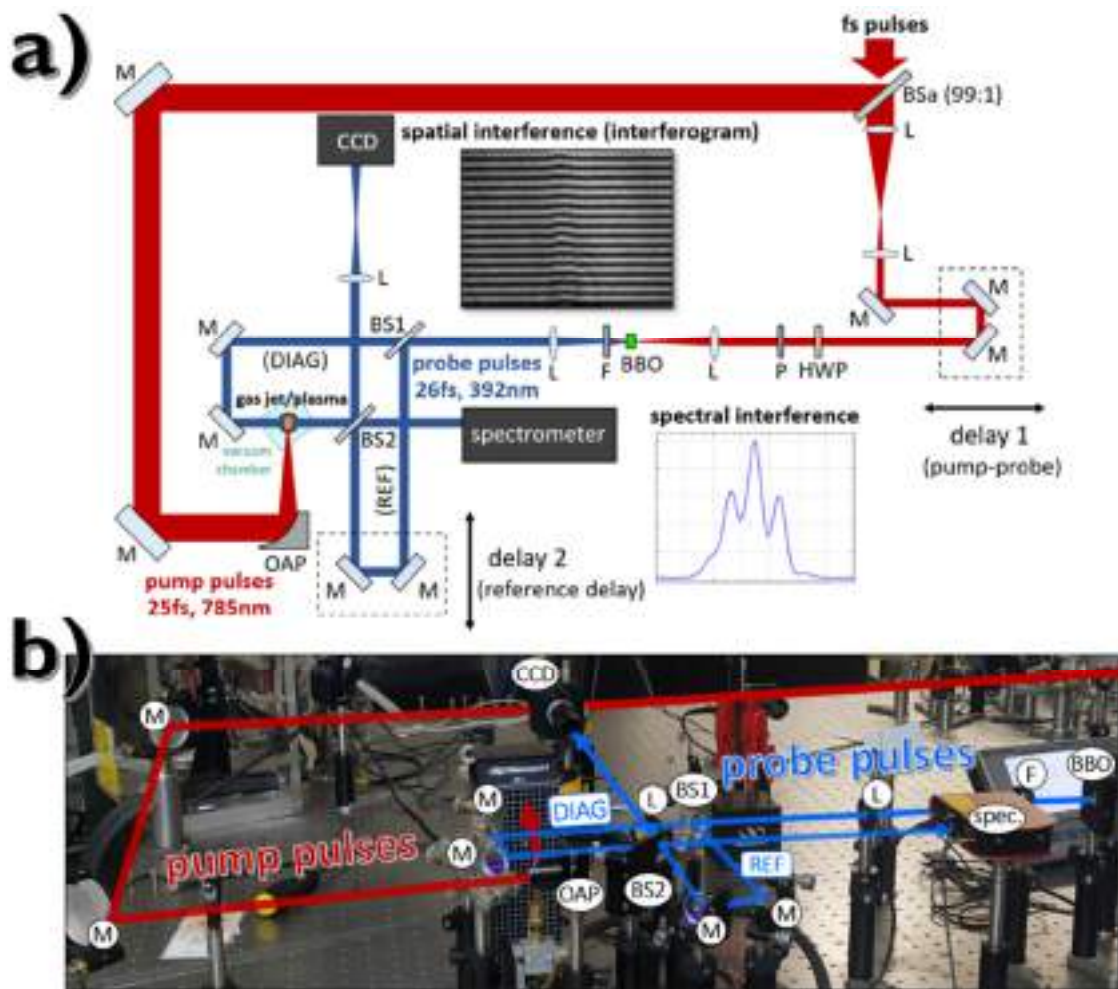 a)
fs pulses
M
BSa (99:1)
L
CCD
spatial interference (interferogram)
L
L
M
M
M
M
BS1
(DIAG)
probe pulses
26fs, 392nm
L
F
BBO
L
P
HWP
gas jet/plasma
M
BS2
spectrometer
spectral interference
delay 1
(pump-probe)
vacuum
chamber
(REF)
M
OAP
M
M
delay 2
(reference delay)
pump pulses
25fs, 785nm
b)
CCD
M
probe pulses
F
BBO
M
L
BS1
L
DIAG
spec.
M
pump pulses
REF
OAP
BS2
M
M
M